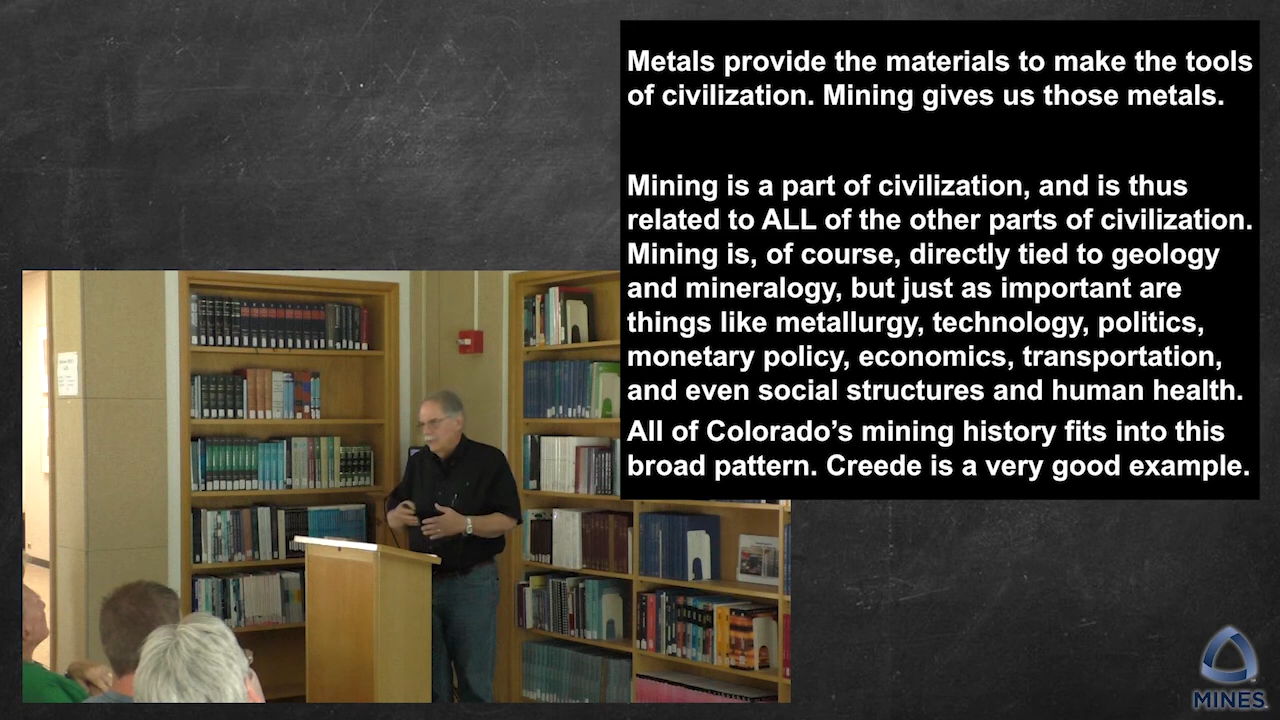 Metals provide the materials to make the tools
of civilization. Mining gives us those metals.
Mining is a part of civilization, and is thus
related to ALL of the other parts of civilization.
Mining is, of course, directly tied to geology
and mineralogy, but just as important are
things like metallurgy, technology, politics,
monetary policy, economics, transportation,
and even social structures and human health.
All of Colorado’s mining history fits into this
broad pattern. Creede is a very good example.
MINES